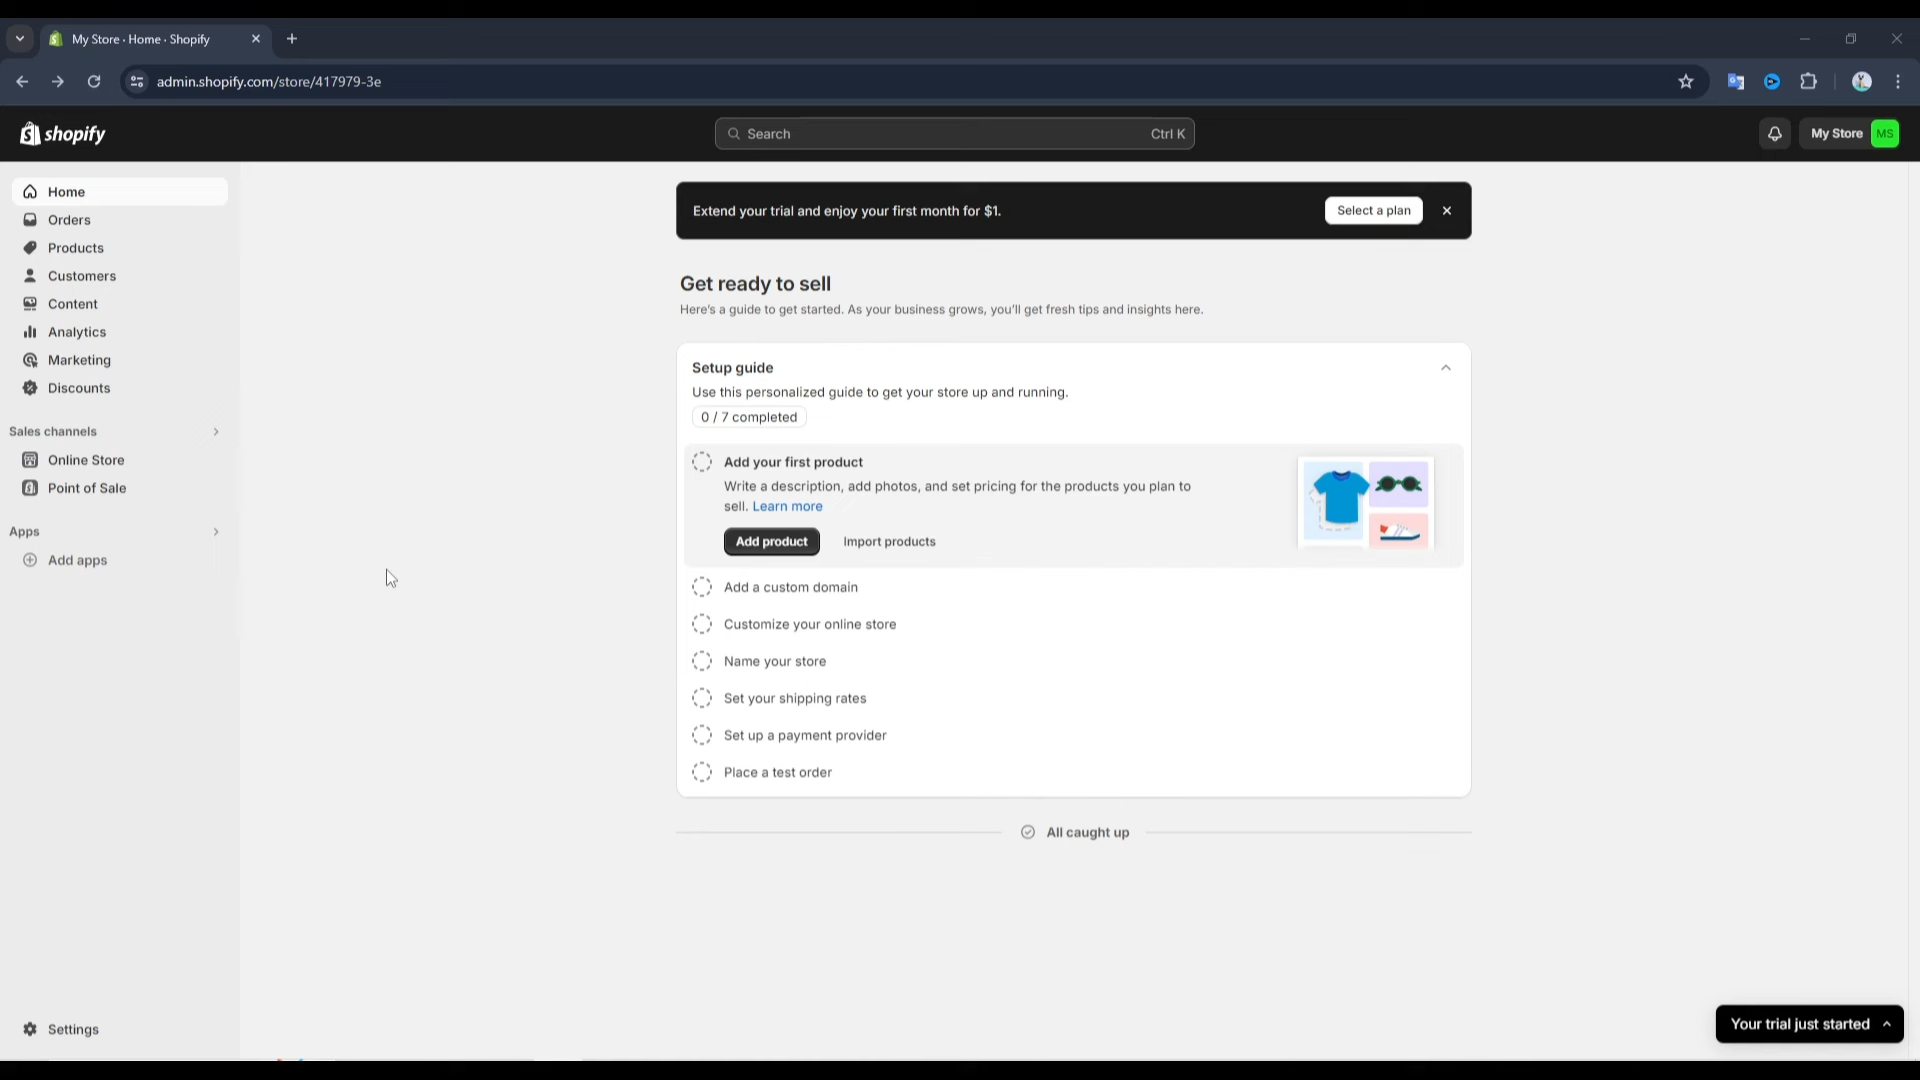 My Store · Home · Shopify
admin.shopify.com/store/417979-3e
shopify
Search
Ctrl K
My Store
MS
Home
Orders
Products
Customers
Content
Analytics
Marketing
Discounts
Sales channels
Online Store
Point of Sale
Apps
Add apps
Settings
Extend your trial and enjoy your first month for $1.
Select a plan
Get ready to sell
Here's a guide to get started. As your business grows, you'll get fresh tips and insights here.
Setup guide
Use this personalized guide to get your store up and running.
0 / 7 completed
Add your first product
Write a description, add photos, and set pricing for the products you plan to
sell. Learn more
Add product
Import products
Add a custom domain
Customize your online store
Name your store
Set your shipping rates
Set up a payment provider
Place a test order
All caught up
Your trial just started